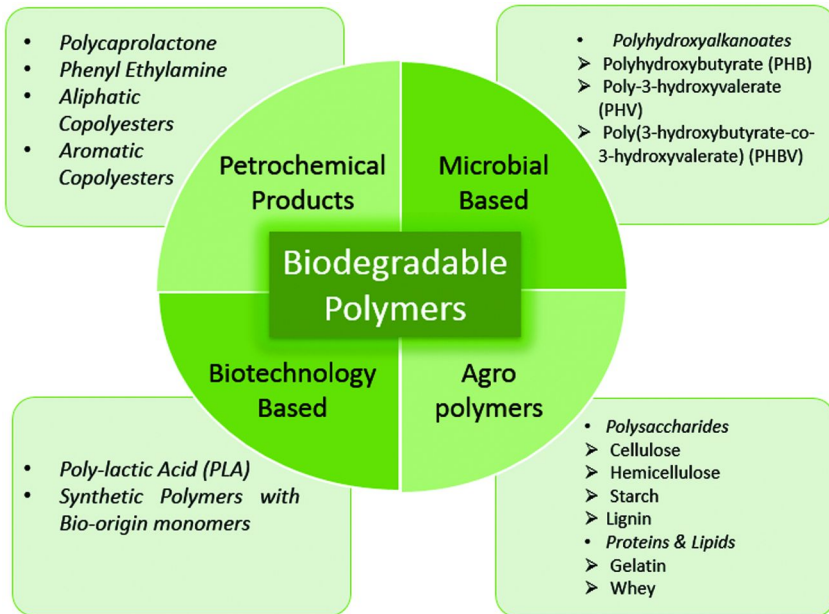 • Polycaprolactone
• Phenyl Ethylamine
• Aliphatic
Copolyesters
• Aromatic
Copolyesters
• Polyhydroxyalkanoates
➢ Polyhydroxybutyrate (PHB)
➢ Poly-3-hydroxyvalerate
(PHV)
➢ Poly(3-hydroxybutyrate-co-
3-hydroxyvalerate) (PHBV)
Petrochemical
Products
Microbial
Based
Biodegradable
Polymers
Biotechnology
Based
Agro
polymers
• Poly-lactic Acid (PLA)
• Synthetic Polymers with
Bio-origin monomers
• Polysaccharides
➢ Cellulose
➢ Hemicellulose
➢ Starch
➢ Lignin
• Proteins & Lipids
➢ Gelatin
➢ Whey